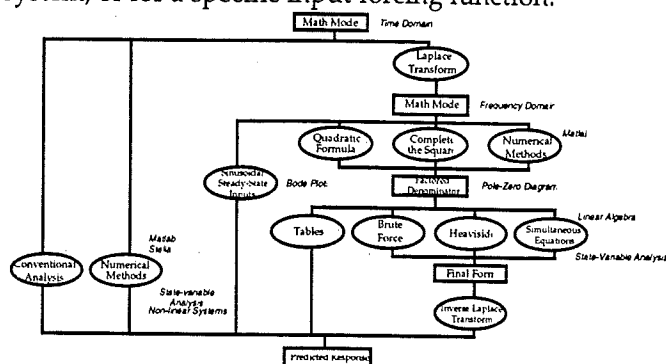 system, or for a specific input forcing function.
Math Mode
Time Domain
Laplace
Transform
Math Mode
Frequency Domain
Quadratic
Formula
Complete
the Square
Numerical
Methods
Matlab
Sinusoidal
Steady-State
Inputs
Bode Plot
Factored
Denominator
Pole-Zero Diagram
Linear Algebra
Tables
Brute
Force
Heaviside
Simultaneous
Equations
State-Variable Analysis
Conventional
Analysis
Numerical
Methods
Matlab
State-variable
Analysis
Non-linear Systems
Final Form
Inverse Laplace
Transform
Predicted Response